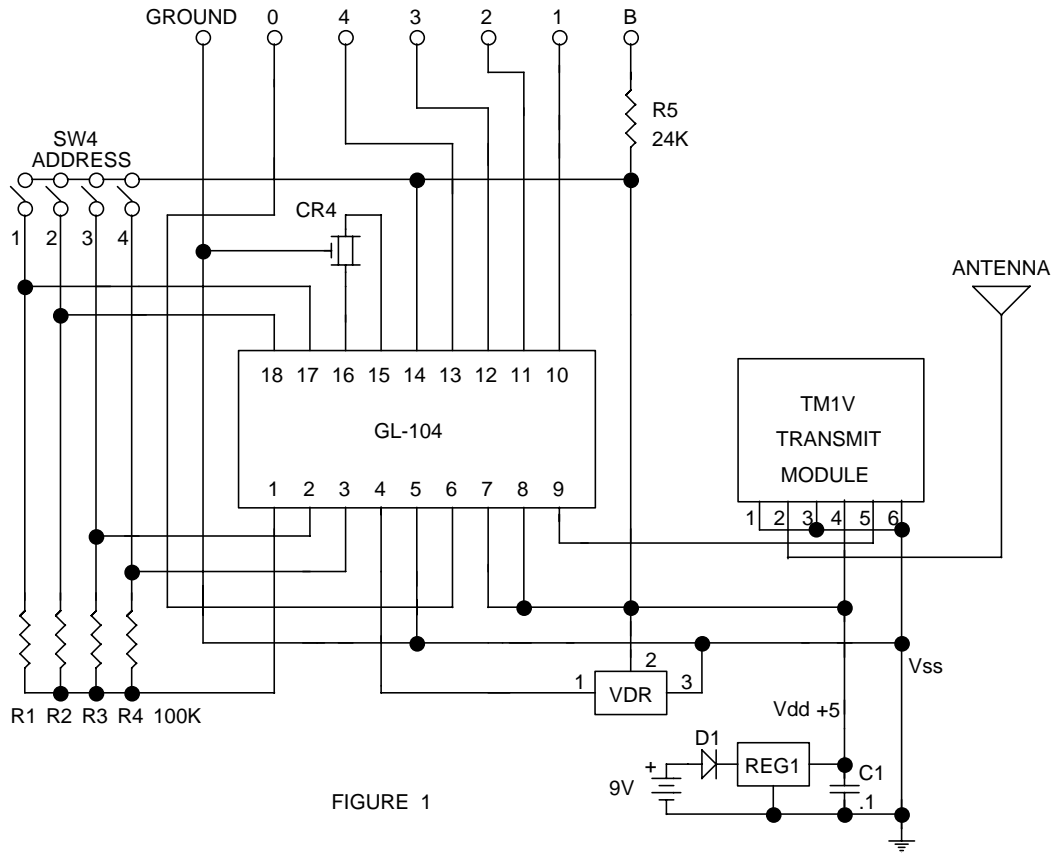 GROUND 0 4 3 2 1 B
R5
24K
SW4
ADDRESS
CR4
1 2 3 4
ANTENNA
18 17 16 15 14 13 12 11 10
GL-104
1 2 3 4 5 6 7 8 9
TM1V
TRANSMIT
MODULE
1 2 3 4 5 6
2
1 VDR 3
Vss
R1 R2 R3 R4 100K
Vdd +5
D1
REG1
+
9V
C1
.1
FIGURE 1